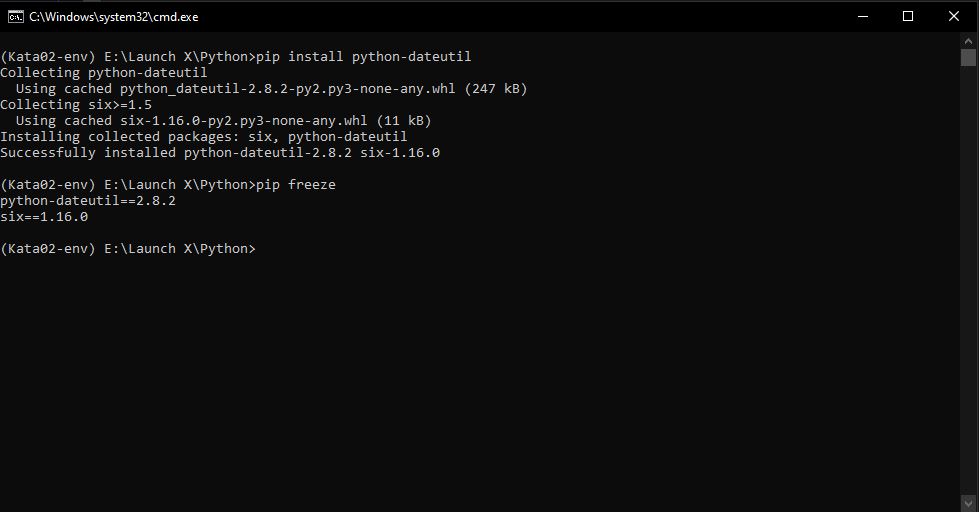 C:\Windows\system32\cmd.exe
(Kata02-env) E:\Launch X\Python>pip install python-dateutil
Collecting python-dateutil
  Using cached python_dateutil-2.8.2-py2.py3-none-any.whl (247 kB)
Collecting six>=1.5
  Using cached six-1.16.0-py2.py3-none-any.whl (11 kB)
Installing collected packages: six, python-dateutil
Successfully installed python-dateutil-2.8.2 six-1.16.0
(Kata02-env) E:\Launch X\Python>pip freeze
python-dateutil==2.8.2
six==1.16.0
(Kata02-env) E:\Launch X\Python>